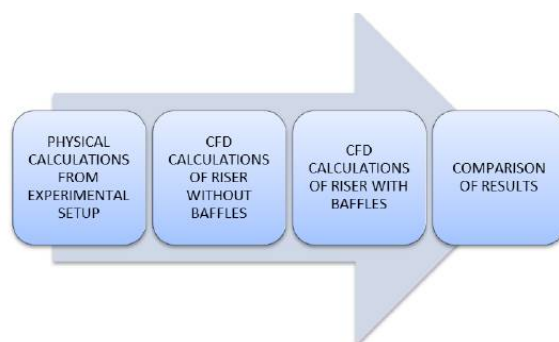 PHYSICAL
CALCULATIONS
FROM
EXPERIMENTAL
SETUP
CFD
CALCULATIONS
OF RISER
WITHOUT
BAFFLES
CFD
CALCULATIONS
OF RISER WITH
BAFFLES
COMPARISON
OF RESULTS